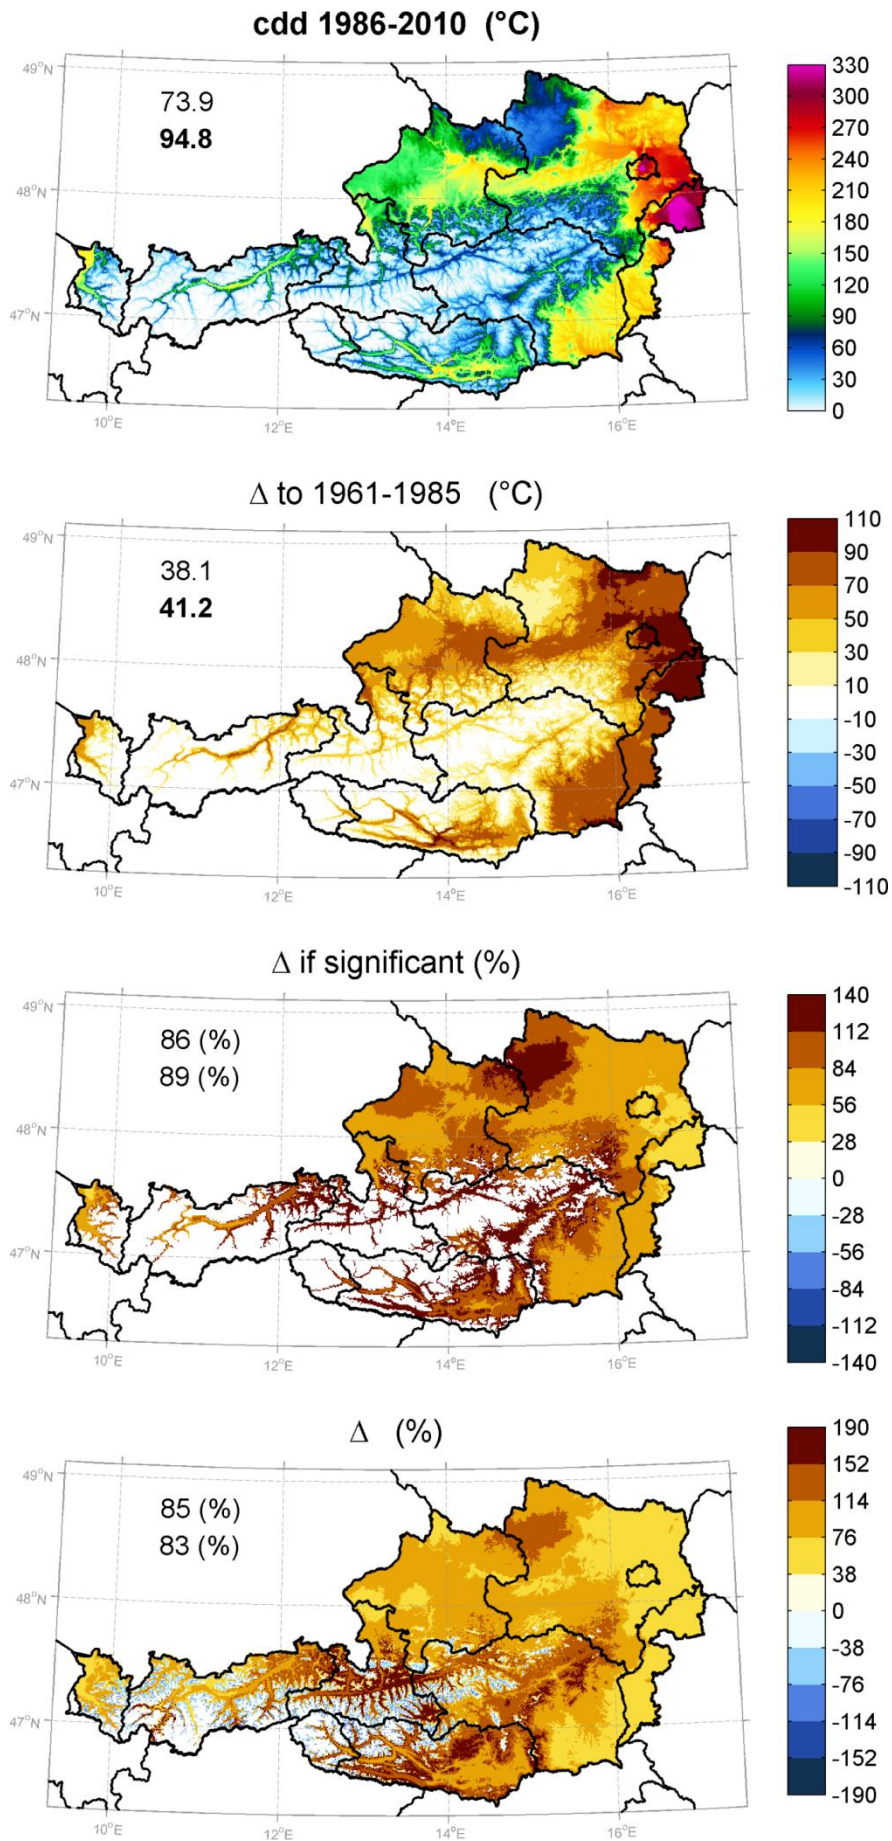 cdd 1986-2010 (°C)
49°N
48°N
47°N
73.9
94.8
10°E
12°E
14°E
16°E
330
300
270
240
210
180
150
120
90
60
30
0
Δ to 1961-1985 (°C)
49°N
48°N
47°N
38.1
41.2
10°E
12°E
14°E
16°E
110
90
70
50
30
10
-10
-30
-50
-70
-90
-110
Δ if significant (%)
49°N
48°N
47°N
86 (%)
89 (%)
10°E
12°E
14°E
16°E
140
112
84
56
28
0
-28
-56
-84
-112
-140
Δ (%)
49°N
48°N
47°N
85 (%)
83 (%)
10°E
12°E
14°E
16°E
190
152
114
76
38
0
-38
-76
-114
-152
-190